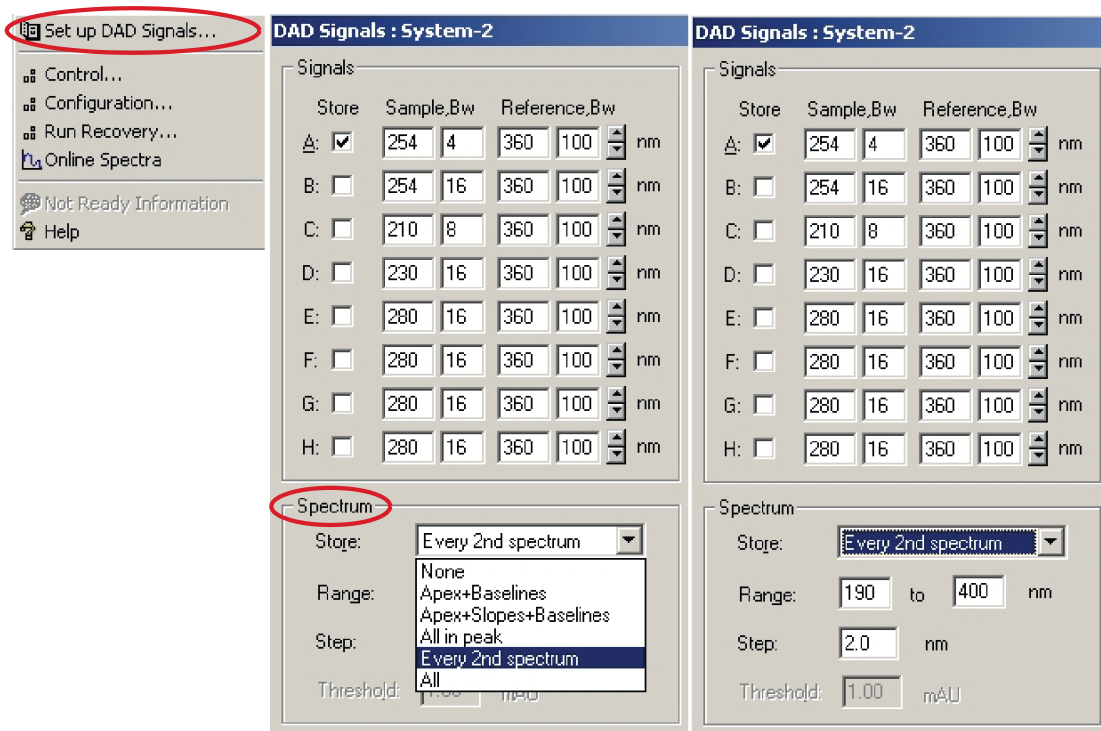 Set up DAD Signals...
Control...
Configuration...
Run Recovery...
Online Spectra
Not Ready Information
Help
DAD Signals : System-2
Signals
Store Sample,Bw Reference,Bw
A: 254 4 360 100 nm
B: 254 16 360 100 nm
C: 210 8 360 100 nm
D: 230 16 360 100 nm
E: 280 16 360 100 nm
F: 280 16 360 100 nm
G: 280 16 360 100 nm
H: 280 16 360 100 nm
Spectrum
Store: Every 2nd spectrum
None
Apex+Baselines
Apex+Slopes+Baselines
All in peak
Every 2nd spectrum
All
Range:
Step:
Threshold: 1.00 mAU
DAD Signals : System-2
Signals
Store Sample,Bw Reference,Bw
A: 254 4 360 100 nm
B: 254 16 360 100 nm
C: 210 8 360 100 nm
D: 230 16 360 100 nm
E: 280 16 360 100 nm
F: 280 16 360 100 nm
G: 280 16 360 100 nm
H: 280 16 360 100 nm
Spectrum
Store: Every 2nd spectrum
Range: 190 to 400 nm
Step: 2.0 nm
Threshold: 1.00 mAU